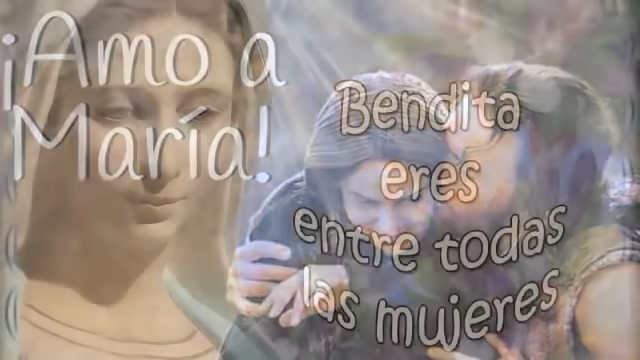 ¡Amo a
María!
Bendita
eres
entre todas
las mujeres